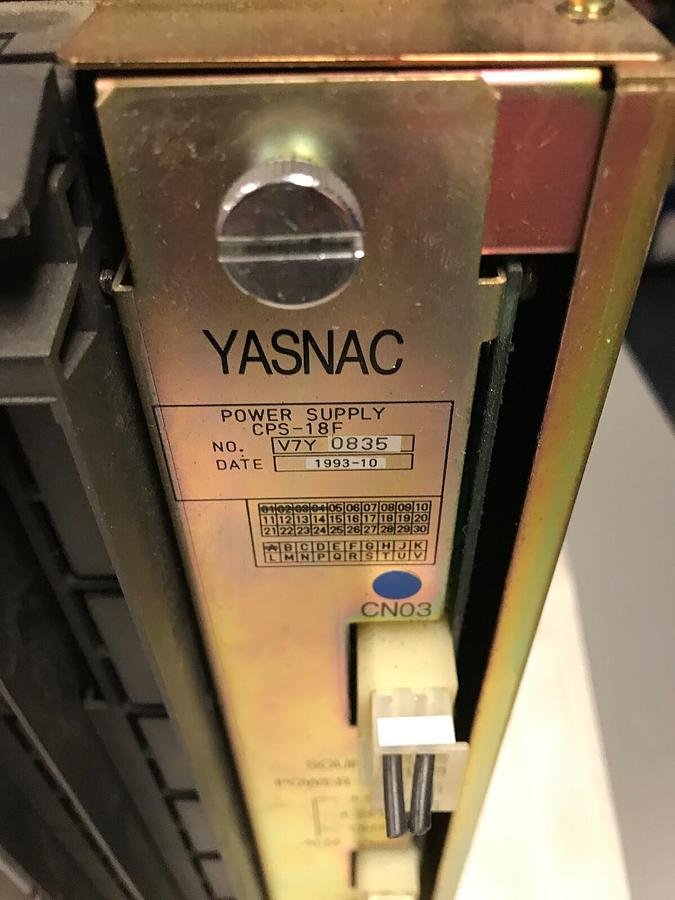 YASNAC
POWER SUPPLY
CPS-18F
NO. V7Y 0835
DATE 1993-10
01 02 03 04 05 06 07 08 09 10
11 12 13 14 15 16 17 18 19 20
21 22 23 24 25 26 27 28 29 30
A B C D E F G H J K
L M N P Q R S T U V
CN03
POWER